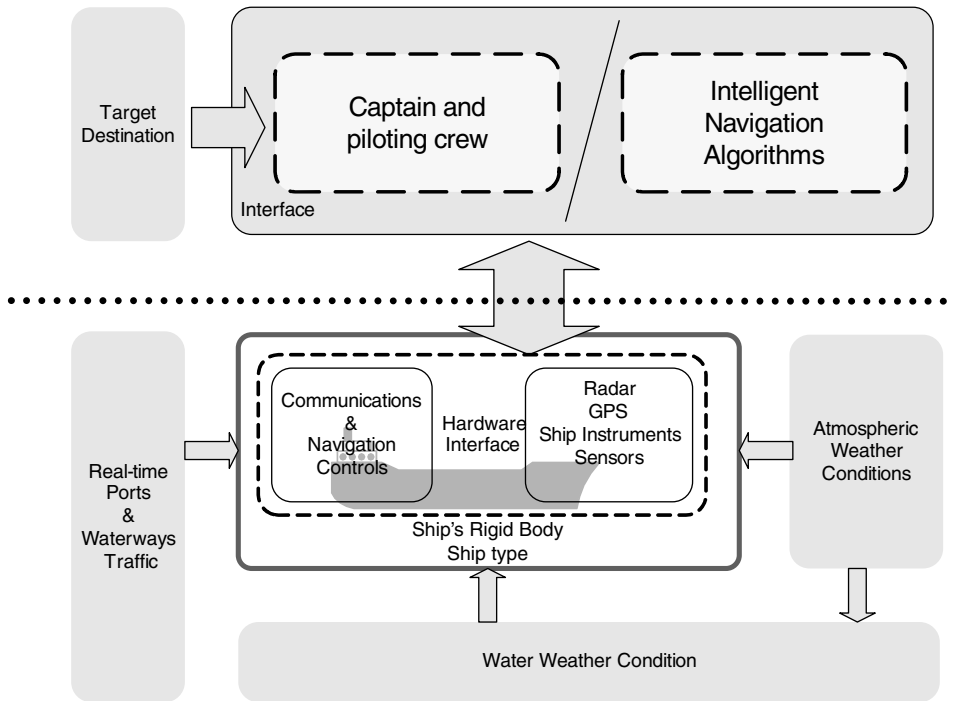 Target
Destination
Captain and
piloting crew
Intelligent
Navigation
Algorithms
Interface
Real-time
Ports
&
Waterways
Traffic
Communications
&
Navigation
Controls
Hardware
Interface
Radar
GPS
Ship Instruments
Sensors
Ship's Rigid Body
Ship type
Atmospheric
Weather
Conditions
Water Weather Condition